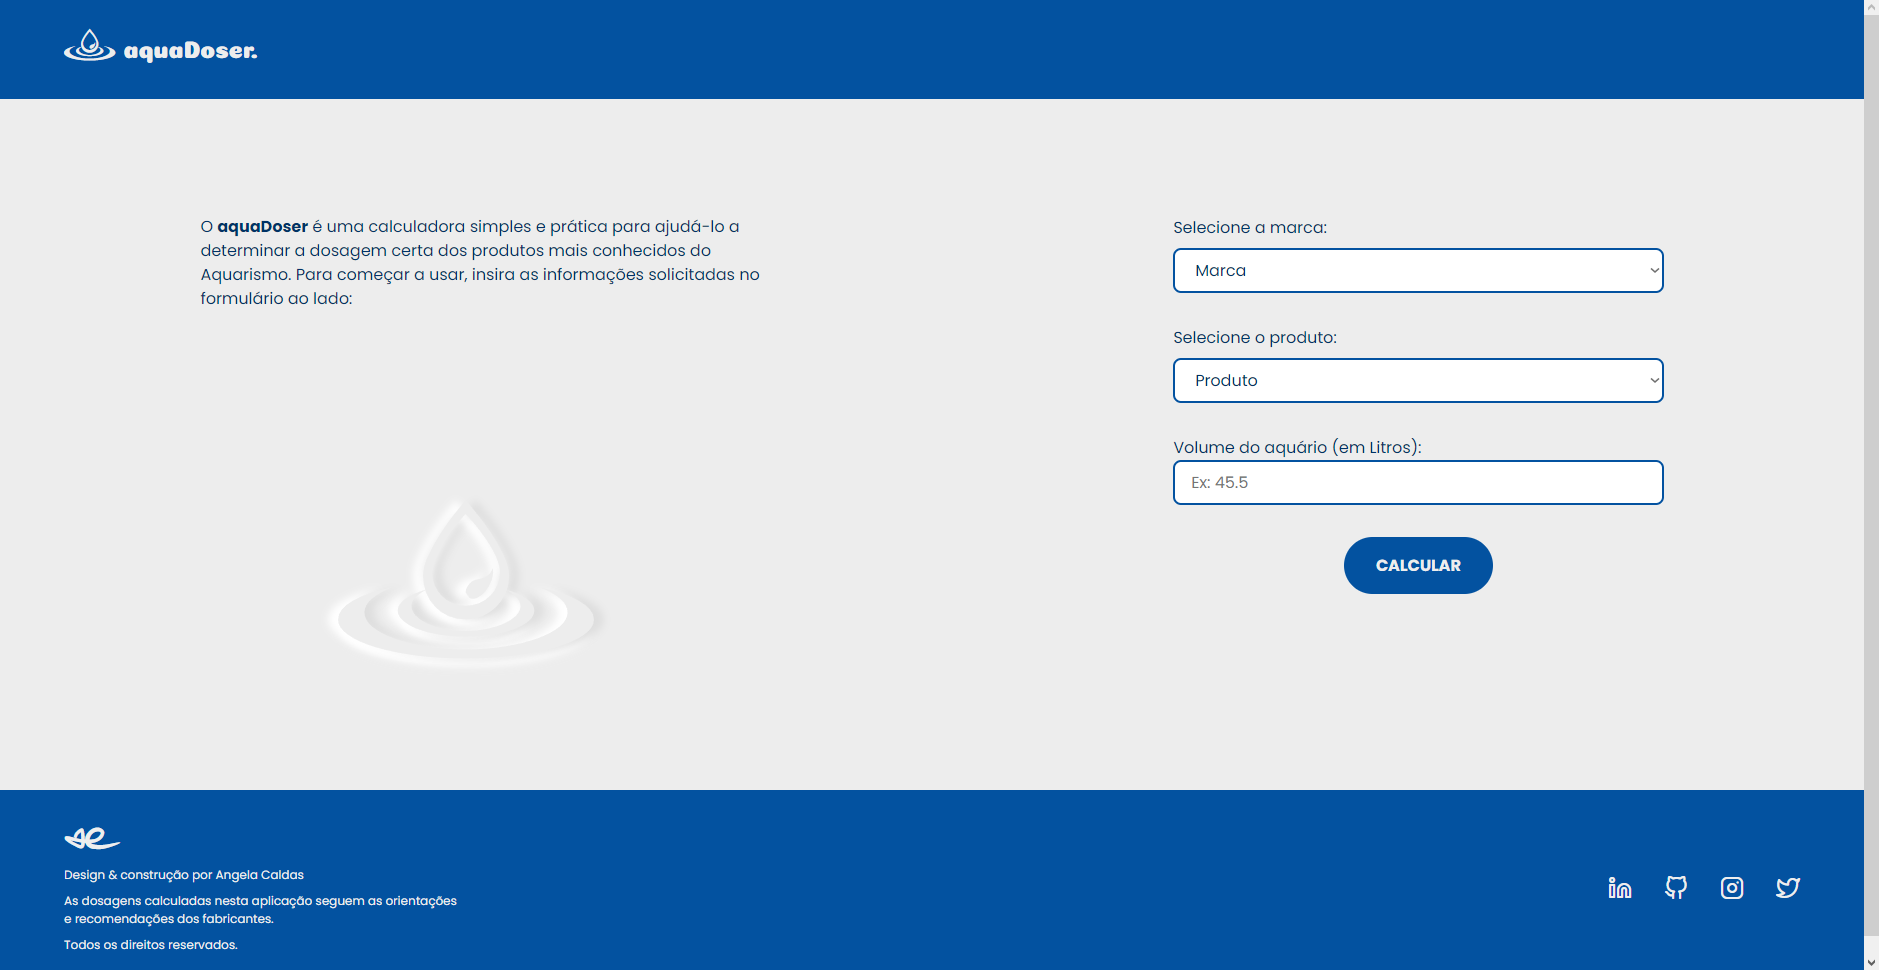 aquaDoser.
O aquaDoser é uma calculadora simples e prática para ajudá-lo a
determinar a dosagem certa dos produtos mais conhecidos do
Aquarismo. Para começar a usar, insira as informações solicitadas no
formulário ao lado:
Selecione a marca:
Marca
Selecione o produto:
Produto
Volume do aquário (em Litros):
Ex: 45.5
CALCULAR
Design & construção por Angela Caldas
As dosagens calculadas nesta aplicação seguem as orientações
e recomendações dos fabricantes.
Todos os direitos reservados.